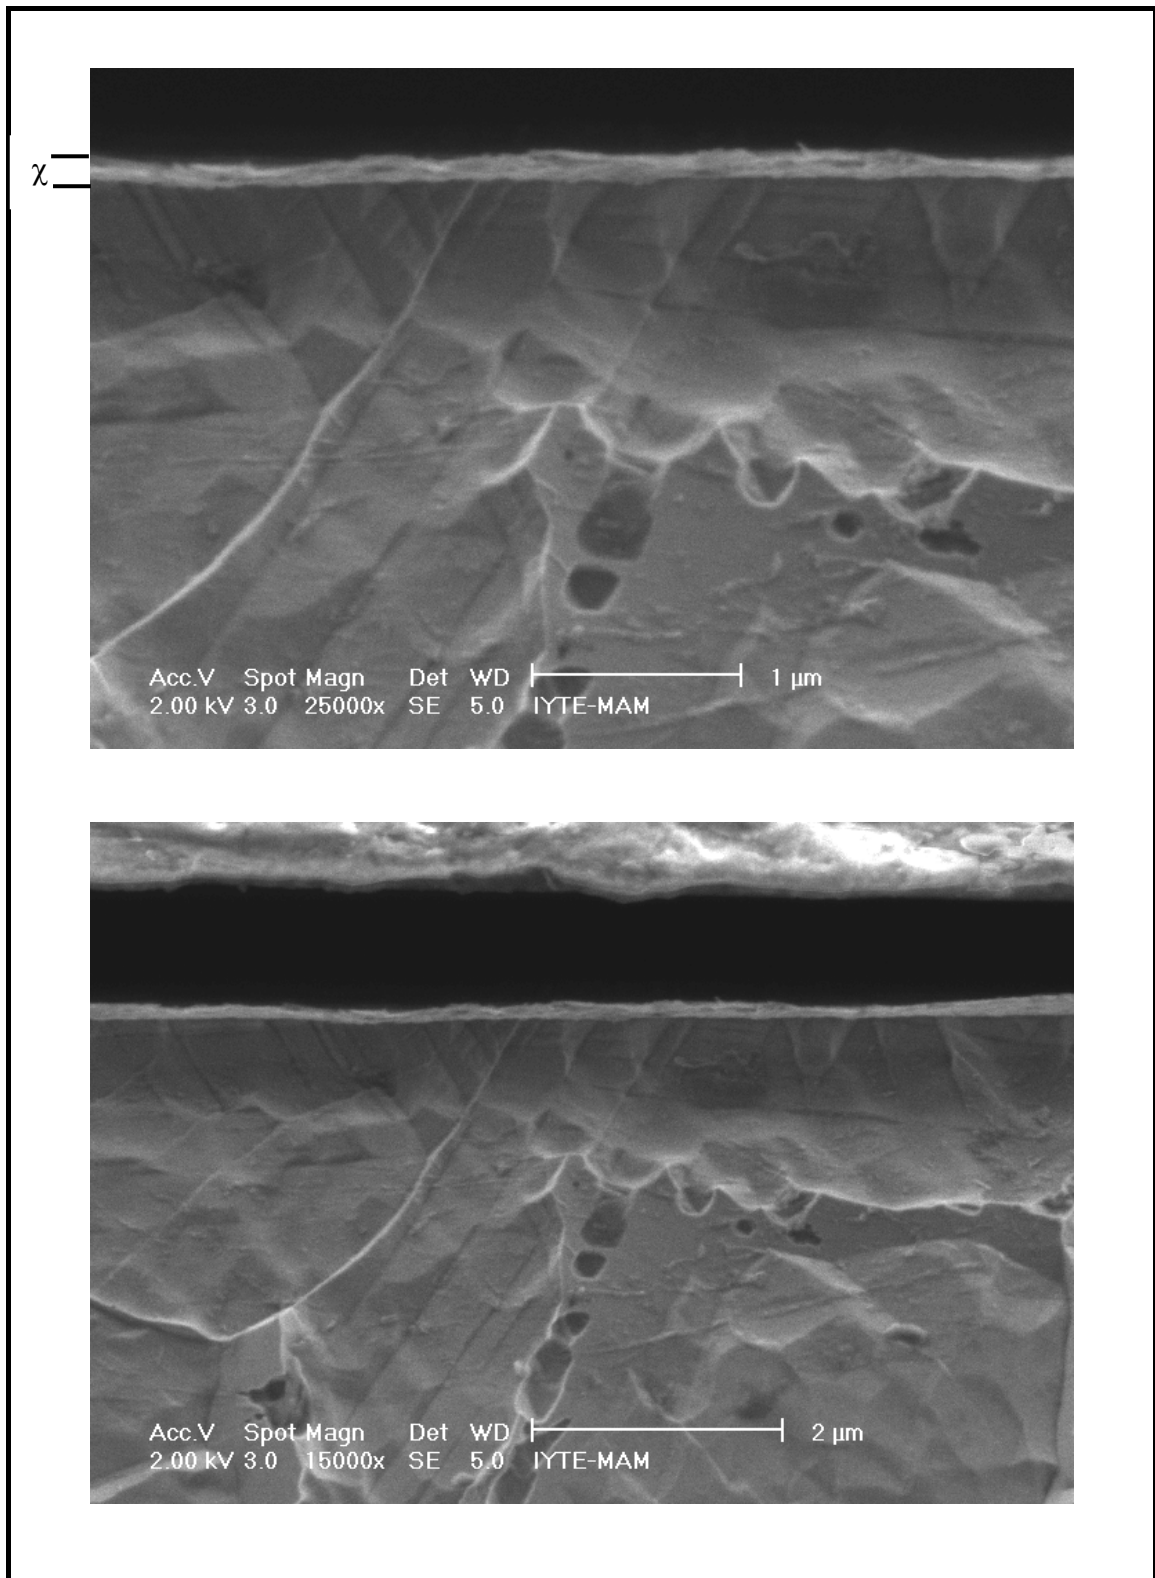 χ
Acc.V Spot Magn Det WD 1 µm
2.00 kV 3.0 25000x SE 5.0 IYTE-MAM
Acc.V Spot Magn Det WD 2 µm
2.00 kV 3.0 15000x SE 5.0 IYTE-MAM